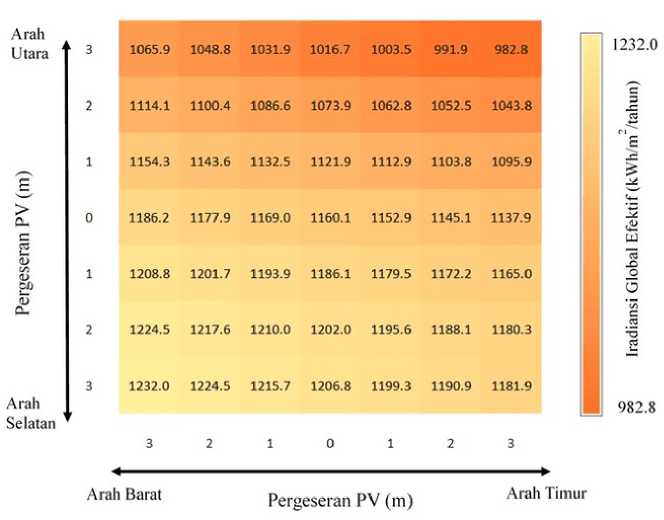 Arah
Utara
3 1065.9 1048.8 1031.9 1016.7 1003.5 991.9 982.8
2 1114.1 1100.4 1086.6 1073.9 1062.8 1052.5 1043.8
1 1154.3 1143.6 1132.5 1121.9 1112.9 1103.8 1095.9
0 1186.2 1177.9 1169.0 1160.1 1152.9 1145.1 1137.9
1 1208.8 1201.7 1193.9 1186.1 1179.5 1172.2 1165.0
2 1224.5 1217.6 1210.0 1202.0 1195.6 1188.1 1180.3
3 1232.0 1224.5 1215.7 1206.8 1199.3 1190.9 1181.9
Pergeseran PV (m)
Arah
Selatan
3 2 1 0 1 2 3
Arah Barat
Pergeseran PV (m)
Arah Timur
1232.0
Iradiansi Global Efektif (kWh/m²/tahun)
982.8